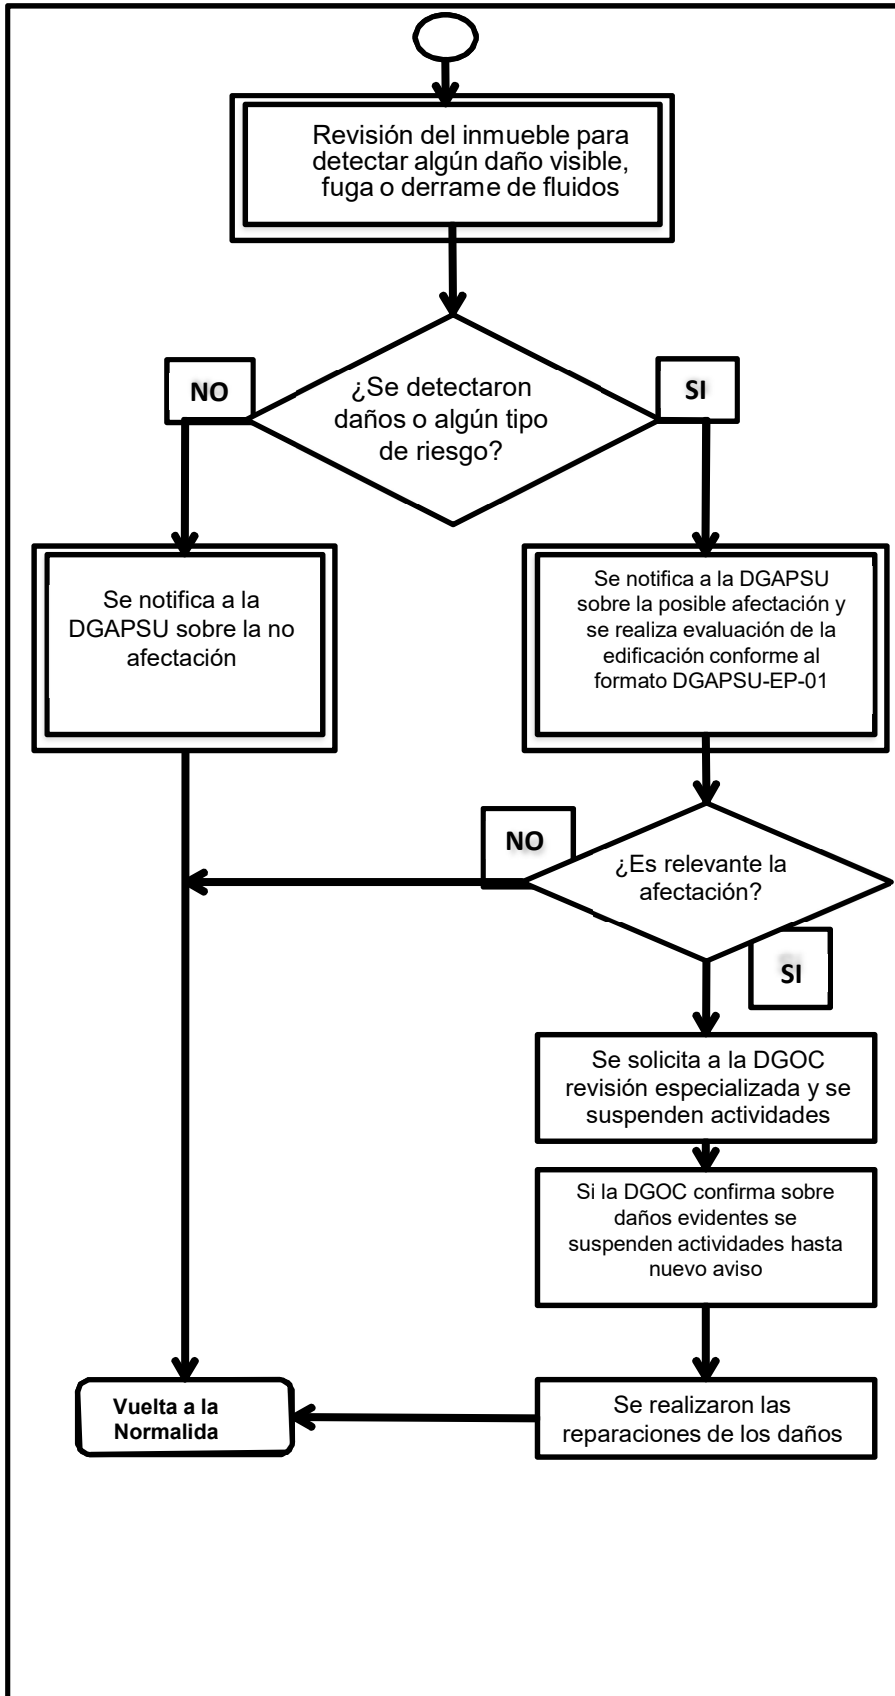 Revisión del inmueble para
detectar algún daño visible,
fuga o derrame de fluidos
¿Se detectaron
daños o algún tipo
de riesgo?
NO
SI
Se notifica a la
DGAPSU sobre la no
afectación
Se notifica a la DGAPSU
sobre la posible afectación y
se realiza evaluación de la
edificación conforme al
formato DGAPSU-EP-01
NO
¿Es relevante la
afectación?
SI
Se solicita a la DGOC
revisión especializada y se
suspenden actividades
Si la DGOC confirma sobre
daños evidentes se
suspenden actividades hasta
nuevo aviso
Vuelta a la
Normalida
Se realizaron las
reparaciones de los daños